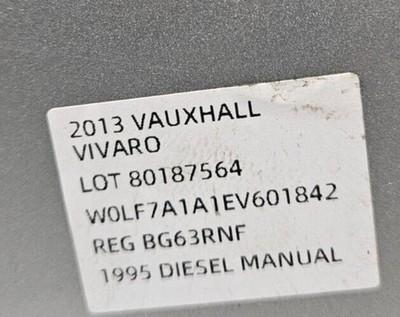 2013 VAUXHALL
VIVARO
LOT 80187564
W0LF7A1A1EV601842
REG BG63RNF
1995 DIESEL MANUAL